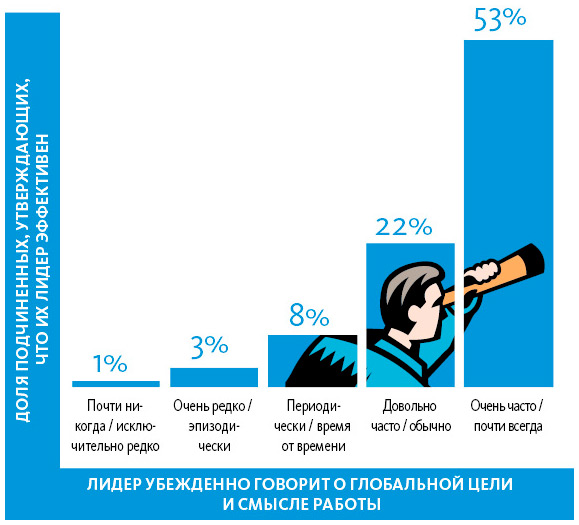 ДОЛЯ ПОДЧИНЕННЫХ, УТВЕРЖДАЮЩИХ,
ЧТО ИХ ЛИДЕР ЭФФЕКТИВЕН
1%
3%
8%
22%
53%
Почти ни-
когда / исклю-
чительно редко
Очень редко /
эпизоди-
чески
Периоди-
чески / время
от времени
Довольно
часто / обычно
Очень часто /
почти всегда
ЛИДЕР УБЕЖДЕННО ГОВОРИТ О ГЛОБАЛЬНОЙ ЦЕЛИ
И СМЫСЛЕ РАБОТЫ